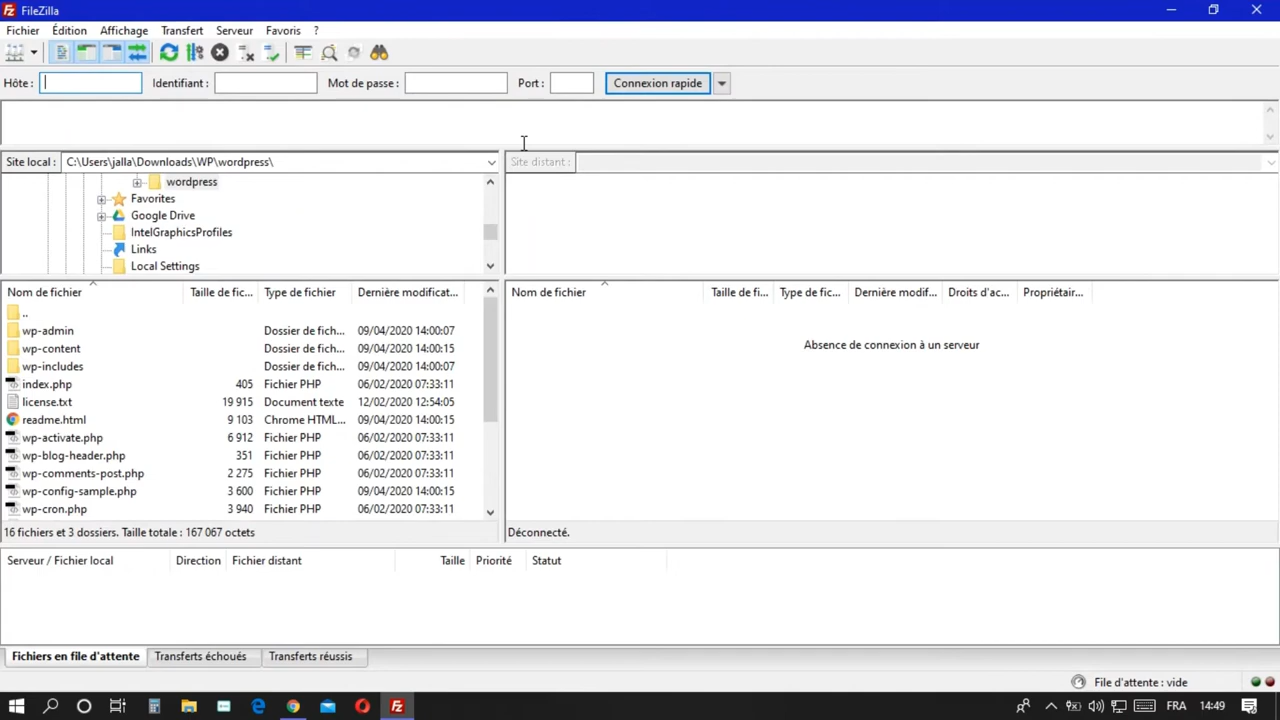 FileZilla
Fichier Édition Affichage Transfert Serveur Favoris ?
Hôte : Identifiant : Mot de passe : Port : Connexion rapide
Site local : C:\Users\jalla\Downloads\WP\wordpress\ Site distant :
wordpress
Favorites
Google Drive
IntelGraphicsProfiles
Links
Local Settings
Nom de fichier Taille de fic... Type de fichier Dernière modificat... Nom de fichier Taille de fi... Type de fic... Dernière modif... Droits d'ac... Propriétair...
..
wp-admin Dossier de fich... 09/04/2020 14:00:07
Absence de connexion à un serveur
wp-content Dossier de fich... 09/04/2020 14:00:15
wp-includes Dossier de fich... 09/04/2020 14:00:07
index.php 405 Fichier PHP 06/02/2020 07:33:11
license.txt 19 915 Document texte 12/02/2020 12:54:05
readme.html 9 103 Chrome HTML... 09/04/2020 14:00:15
wp-activate.php 6 912 Fichier PHP 06/02/2020 07:33:11
wp-blog-header.php 351 Fichier PHP 06/02/2020 07:33:11
wp-comments-post.php 2 275 Fichier PHP 06/02/2020 07:33:11
wp-config-sample.php 3 600 Fichier PHP 09/04/2020 14:00:15
wp-cron.php 3 940 Fichier PHP 06/02/2020 07:33:11
16 fichiers et 3 dossiers. Taille totale : 167 067 octets Déconnecté.
Serveur / Fichier local Direction Fichier distant Taille Priorité Statut
Fichiers en file d'attente Transferts échoués Transferts réussis
File d'attente : vide
FRA 14:49